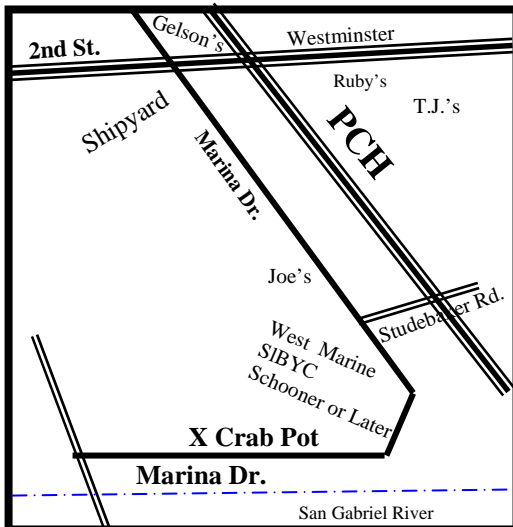 Gelson's
Westminster
2nd St.
Ruby's
T.J.'s
Shipyard
PCH
Marina Dr.
Joe's
Studebaker Rd.
West Marine
SlBYC
Schooner or Later
X Crab Pot
Marina Dr.
San Gabriel River